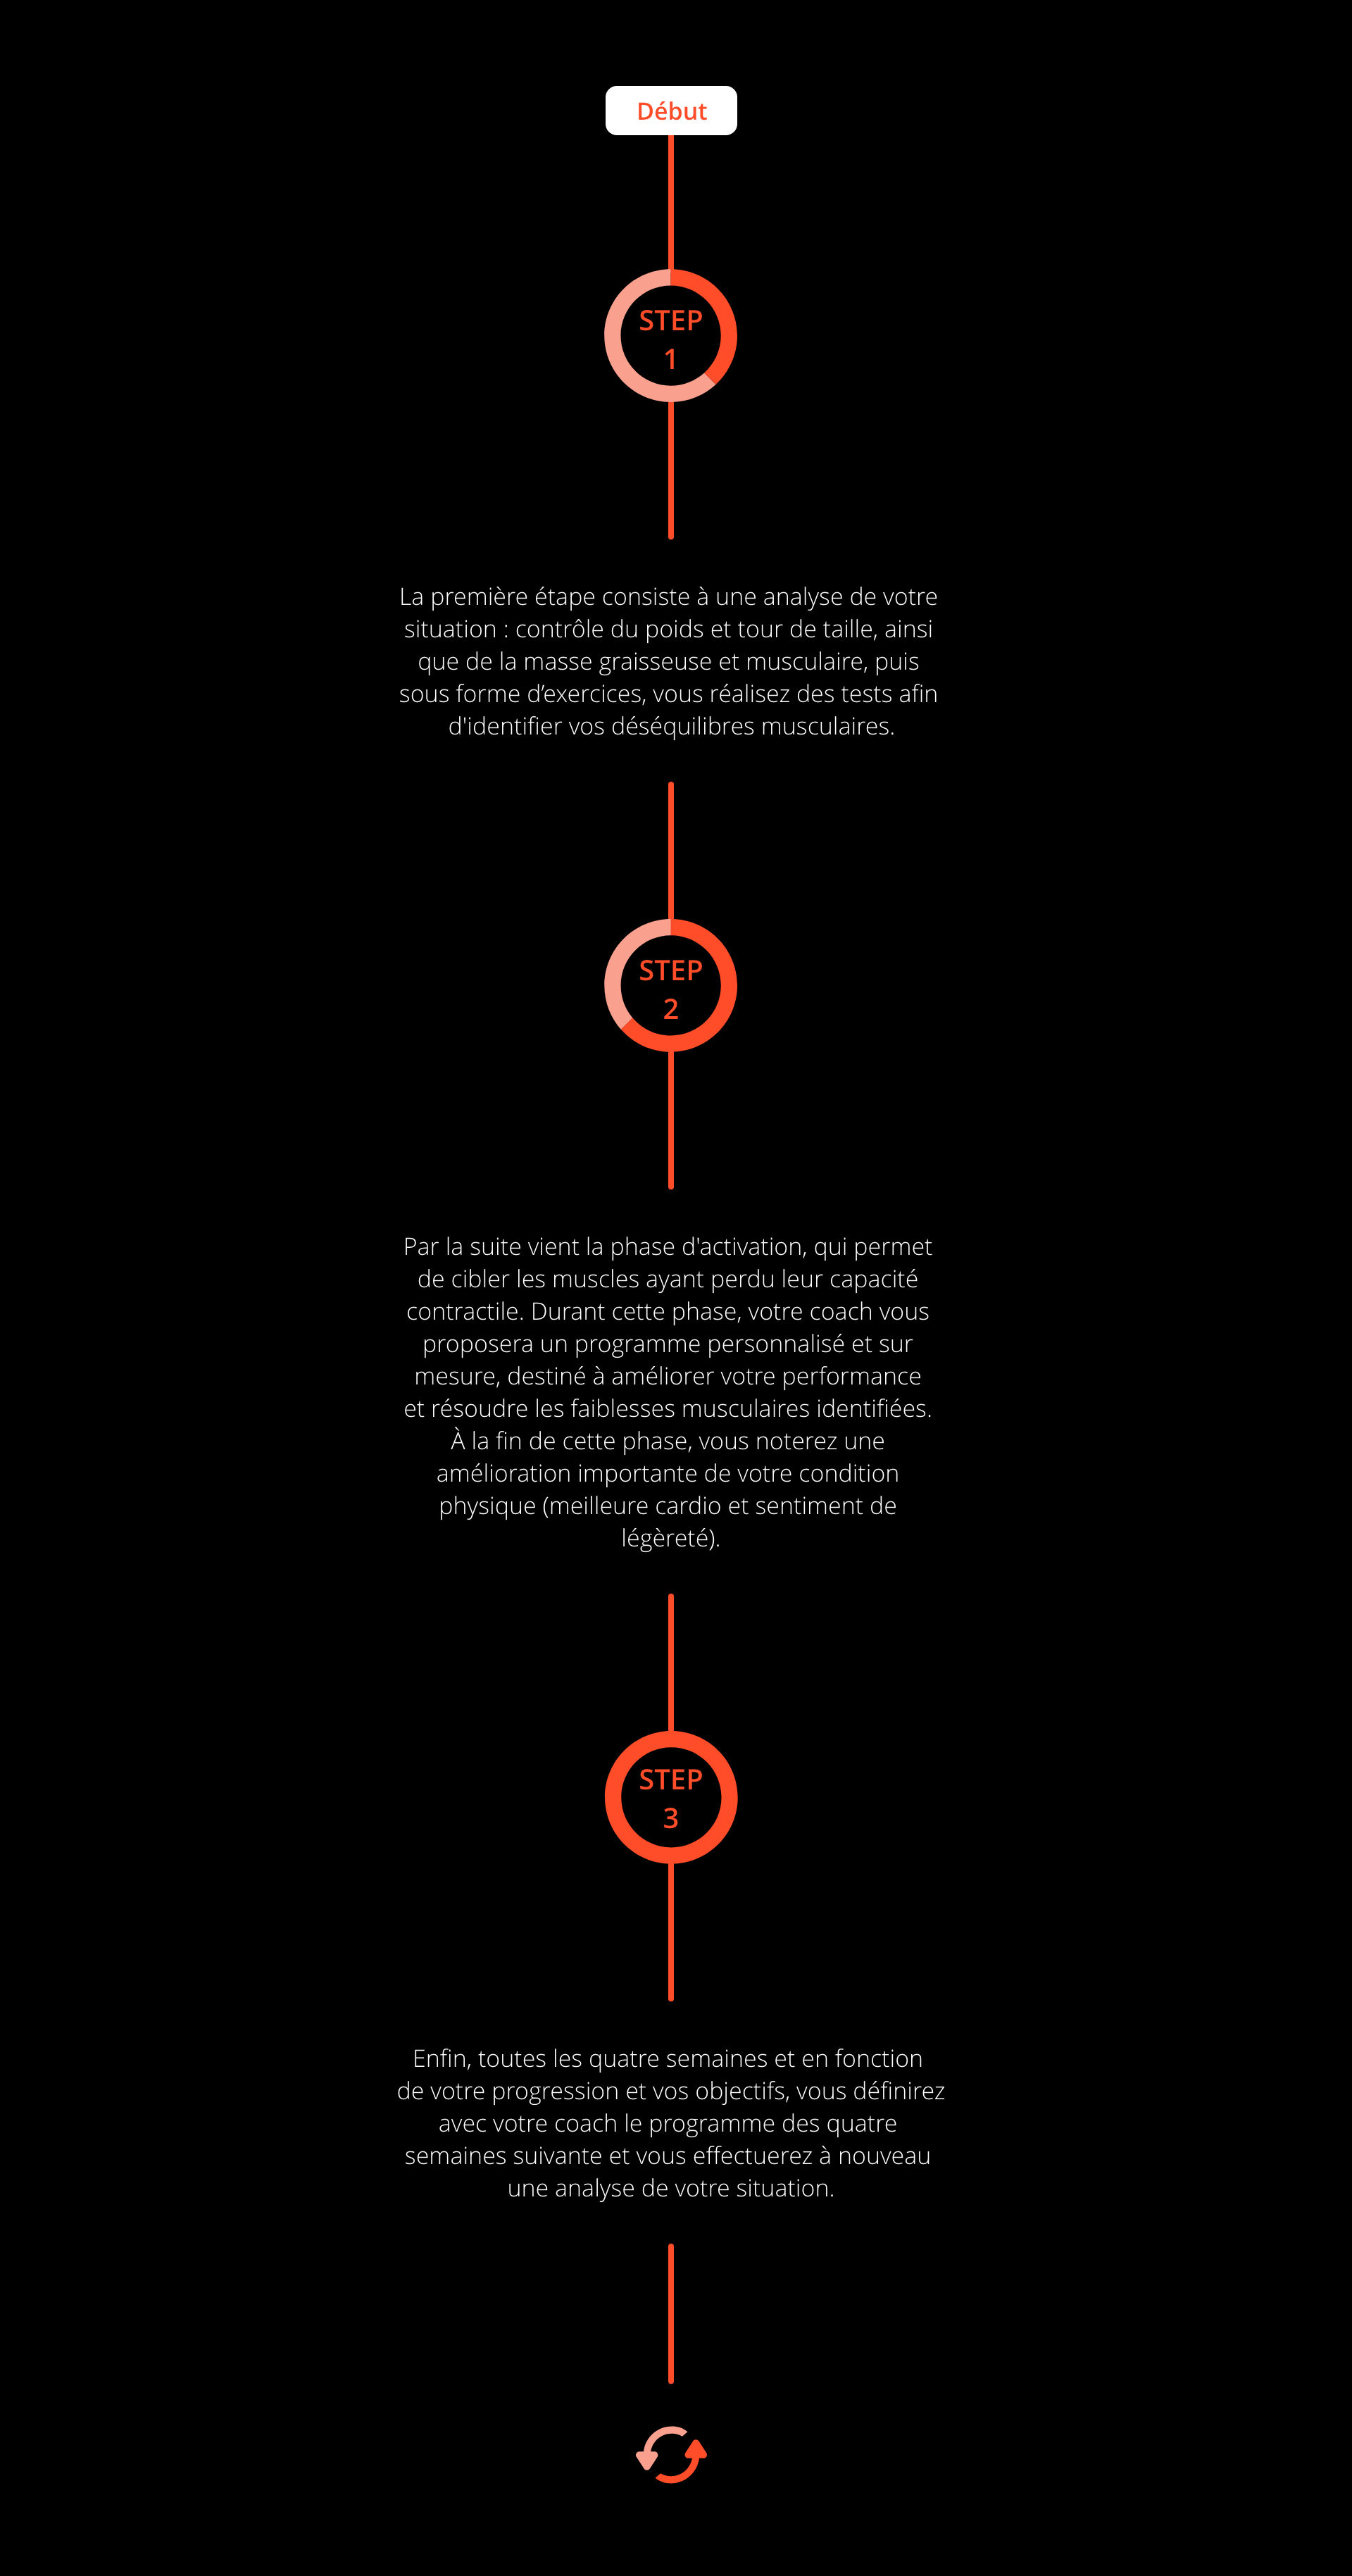 Début
STEP
1
La première étape consiste à une analyse de votre
situation : contrôle du poids et tour de taille, ainsi
que de la masse graisseuse et musculaire, puis
sous forme d’exercices, vous réalisez des tests afin
d'identifier vos déséquilibres musculaires.
STEP
2
Par la suite vient la phase d'activation, qui permet
de cibler les muscles ayant perdu leur capacité
contractile. Durant cette phase, votre coach vous
proposera un programme personnalisé et sur
mesure, destiné à améliorer votre performance
et résoudre les faiblesses musculaires identifiées.
À la fin de cette phase, vous noterez une
amélioration importante de votre condition
physique (meilleure cardio et sentiment de
légèreté).
STEP
3
Enfin, toutes les quatre semaines et en fonction
de votre progression et vos objectifs, vous définirez
avec votre coach le programme des quatre
semaines suivante et vous effectuerez à nouveau
une analyse de votre situation.